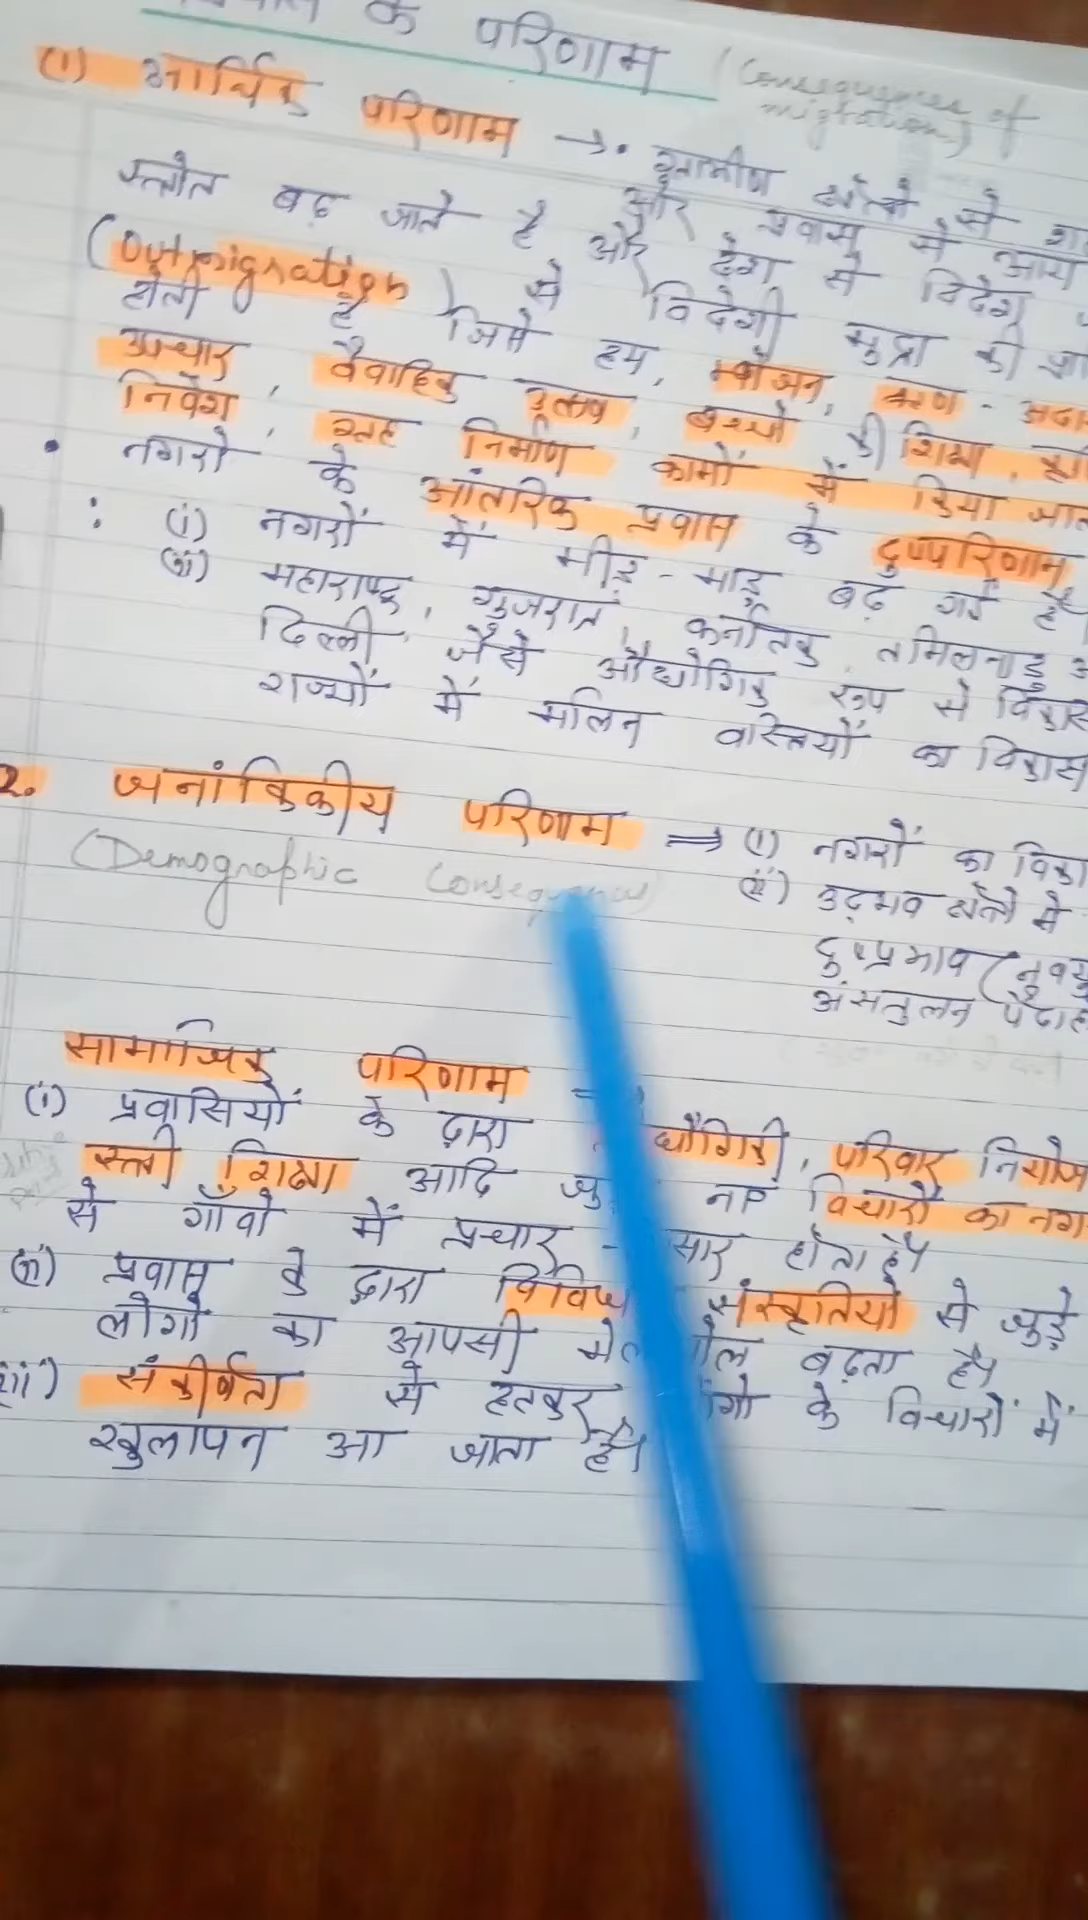 के परिणाम (Consequences of migration)
(1) आर्थिक परिणाम → • ग्रामीण क्षेत्रों से
और प्रवास से आय
स्त्रोत बढ़ जाते है और देश से विदेश
(Outmigration) से विदेशी मुद्रा की
होती है जिसे हम, भोजन, ऋण -
उपचार, वैवाहिक उत्सव, बच्चों की शिक्षा,
निवेश, गृह निर्माण कामों में किया
• नगरो के आंतरिक प्रवास के दुष्परिणाम
: (i) नगरों में भीड़ - भाड़ बढ़ गई है
(ii) महाराष्ट्र, गुजरात, कर्नाटक, तमिलनाडु
दिल्ली जैसे औद्योगिक रूप से
राज्यों में मलिन बस्तियों का विकास
2. जनांकिकीय परिणाम ⇒ (i) नगरों का
(Demographic Consequences) (ii) उद्भव क्षेत्रो में
दुष्प्रभाव
अंसतुलन
सामाजिक परिणाम
(i) प्रवासियों के द्वारा परिवार
स्त्री शिक्षा आदि नए विचारों का
से गाँवो में प्रचार - होता है।
(ii) प्रवास के द्वारा संस्कृतियों से जुड़े
लोगों का आपसी बढ़ता है।
(iii) संकीर्णता से हटकर के विचारों में
खुलापन आ जाता है।